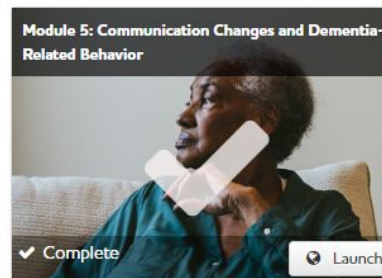 Module 5: Communication Changes and Dementia-
Related Behavior
Complete
Launch